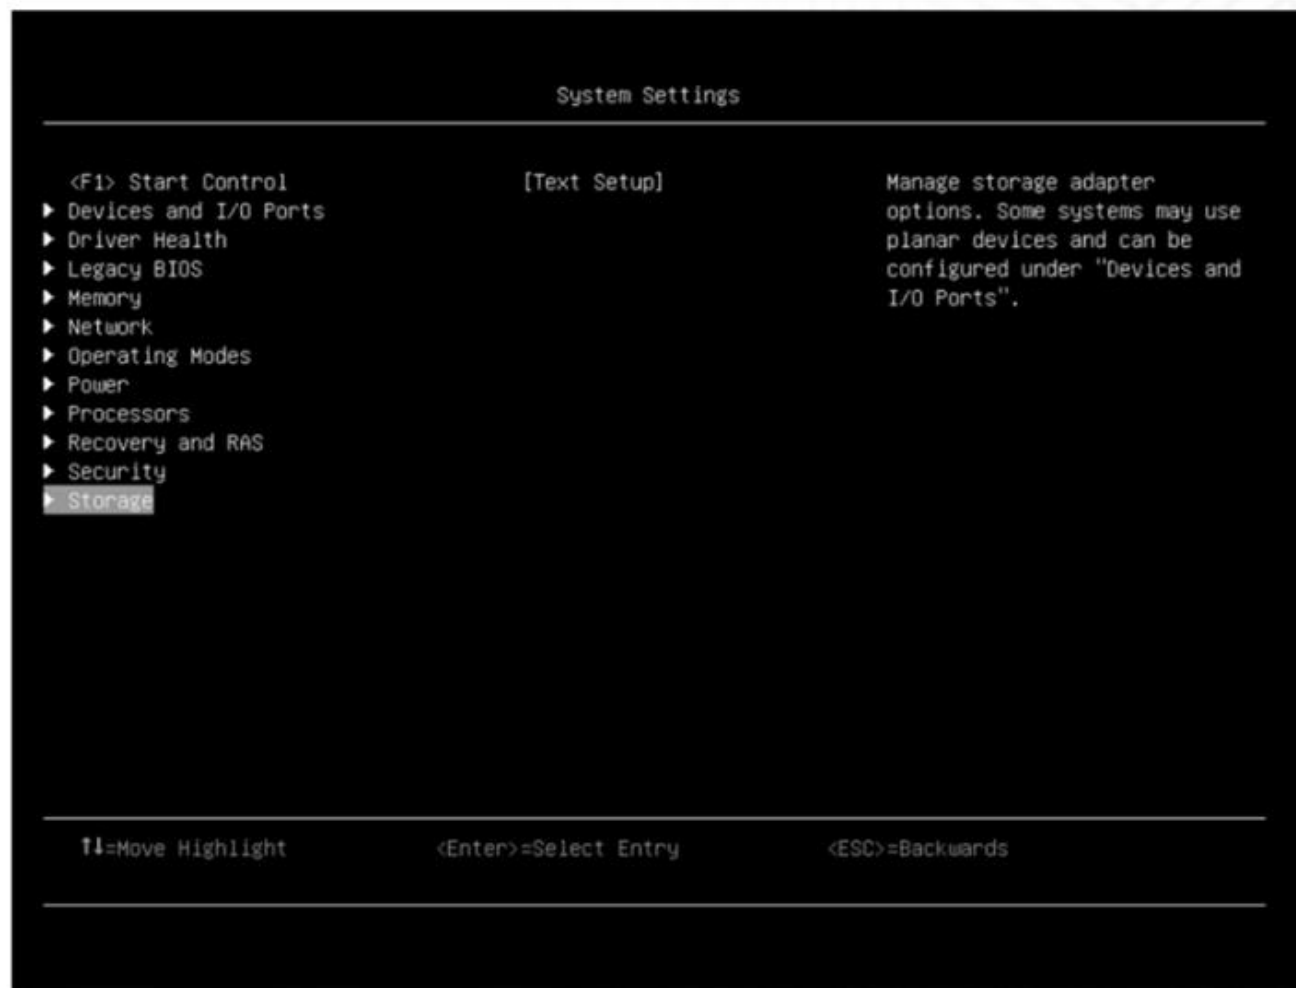 System Settings
<F1> Start Control [Text Setup]
▶ Devices and I/O Ports
▶ Driver Health
▶ Legacy BIOS
▶ Memory
▶ Network
▶ Operating Modes
▶ Power
▶ Processors
▶ Recovery and RAS
▶ Security
▶ Storage
Manage storage adapter
options. Some systems may use
planar devices and can be
configured under "Devices and
I/O Ports".
↑↓=Move Highlight <Enter>=Select Entry <ESC>=Backwards